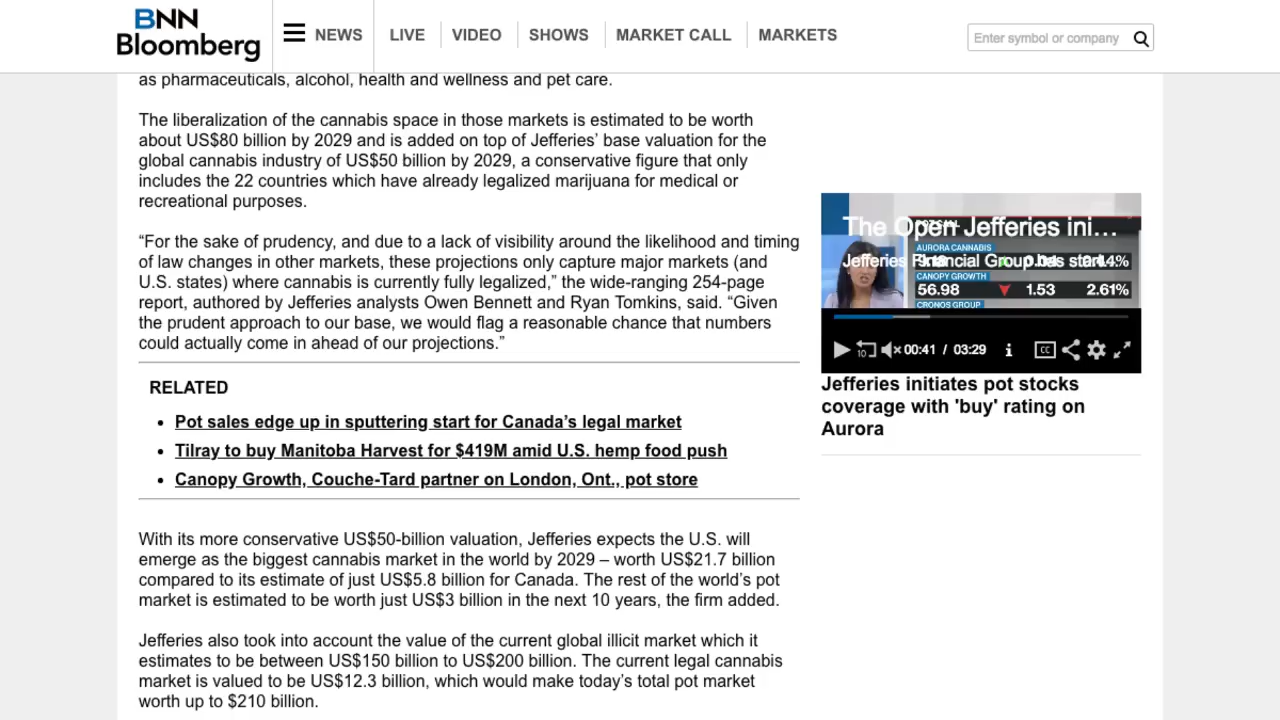 BNN
Bloomberg
NEWS
LIVE
VIDEO
SHOWS
MARKET CALL
MARKETS
Enter symbol or company
as pharmaceuticals, alcohol, health and wellness and pet care.
The liberalization of the cannabis space in those markets is estimated to be worth
about US$80 billion by 2029 and is added on top of Jefferies’ base valuation for the
global cannabis industry of US$50 billion by 2029, a conservative figure that only
includes the 22 countries which have already legalized marijuana for medical or
recreational purposes.
“For the sake of prudency, and due to a lack of visibility around the likelihood and timing
of law changes in other markets, these projections only capture major markets (and
U.S. states) where cannabis is currently fully legalized,” the wide-ranging 254-page
report, authored by Jefferies analysts Owen Bennett and Ryan Tomkins, said. “Given
the prudent approach to our base, we would flag a reasonable chance that numbers
could actually come in ahead of our projections.”
RELATED
• Pot sales edge up in sputtering start for Canada’s legal market
• Tilray to buy Manitoba Harvest for $419M amid U.S. hemp food push
• Canopy Growth, Couche-Tard partner on London, Ont., pot store
With its more conservative US$50-billion valuation, Jefferies expects the U.S. will
emerge as the biggest cannabis market in the world by 2029 – worth US$21.7 billion
compared to its estimate of just US$5.8 billion for Canada. The rest of the world’s pot
market is estimated to be worth just US$3 billion in the next 10 years, the firm added.
Jefferies also took into account the value of the current global illicit market which it
estimates to be between US$150 billion to US$200 billion. The current legal cannabis
market is valued to be US$12.3 billion, which would make today’s total pot market
worth up to $210 billion.
The Open Jefferies ini...
AURORA CANNABIS
Jefferies Financial Group has start...
CANOPY GROWTH
56.98 1.53 2.61%
CRONOS GROUP
10 00:41 / 03:29 CC
Jefferies initiates pot stocks
coverage with 'buy' rating on
Aurora